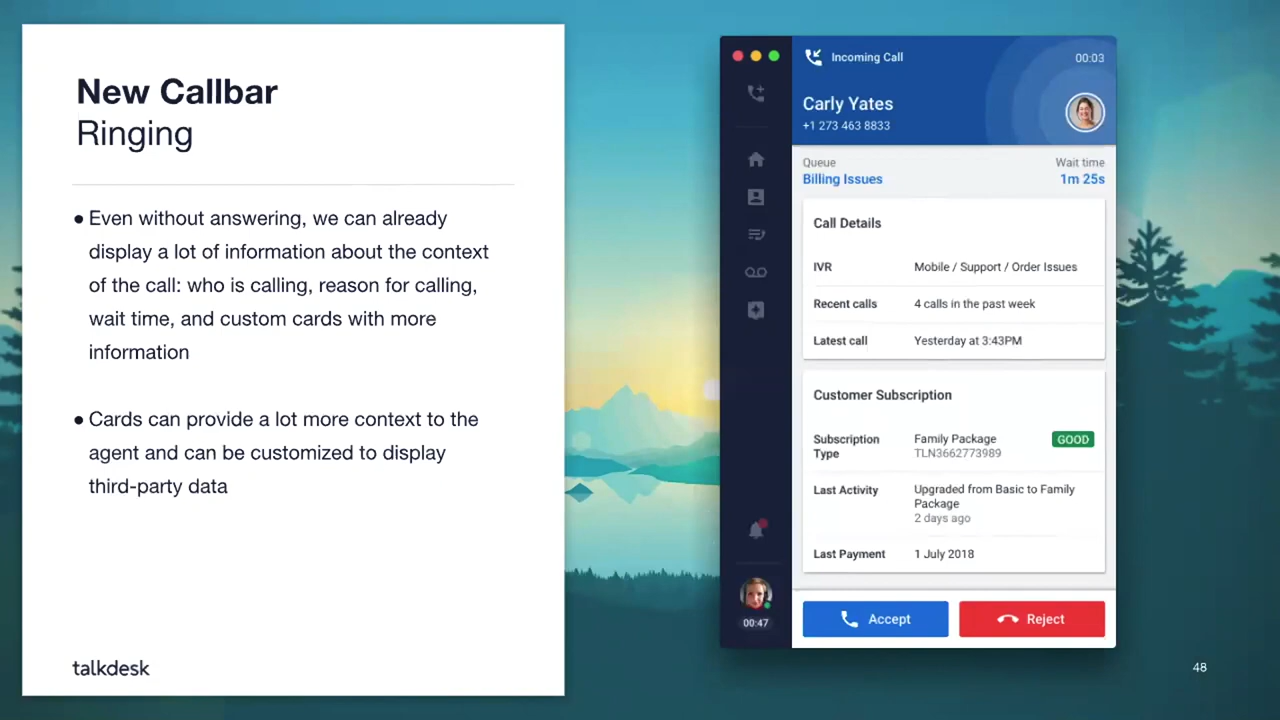 New Callbar
Ringing
● Even without answering, we can already
display a lot of information about the context
of the call: who is calling, reason for calling,
wait time, and custom cards with more
information
● Cards can provide a lot more context to the
agent and can be customized to display
third-party data
talkdesk
Incoming Call 00:03
Carly Yates
+1 273 463 8833
Queue Wait time
Billing Issues 1m 25s
Call Details
IVR Mobile / Support / Order Issues
Recent calls 4 calls in the past week
Latest call Yesterday at 3:43PM
Customer Subscription
Subscription Family Package GOOD
Type TLN3662773989
Last Activity Upgraded from Basic to Family
Package
2 days ago
Last Payment 1 July 2018
00:47
Accept Reject
48